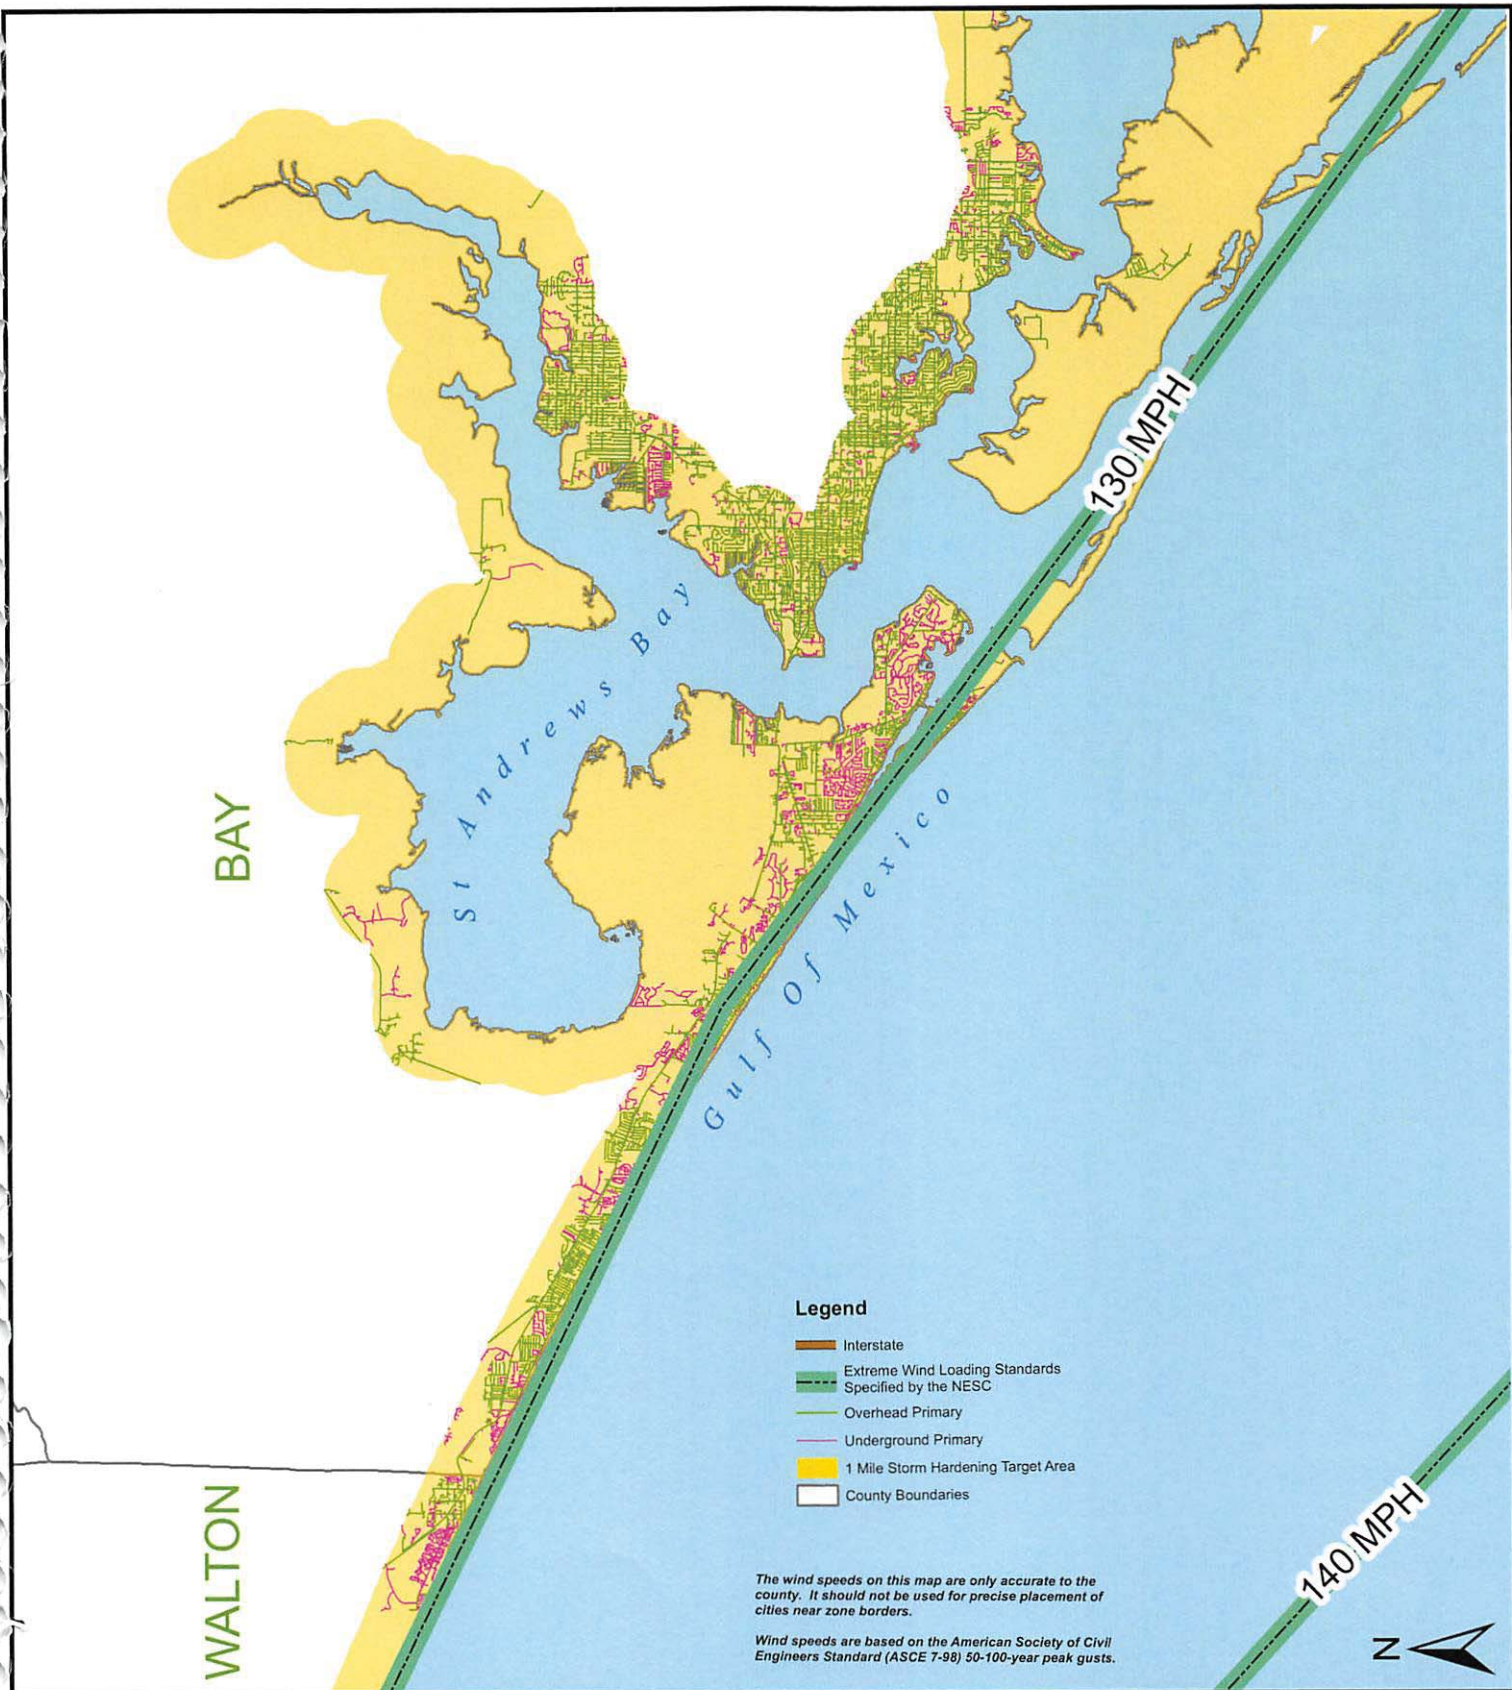 BAY
WALTON
St Andrews Bay
Gulf Of Mexico
130 MPH
140 MPH
Legend
Interstate
Extreme Wind Loading Standards
Specified by the NESC
Overhead Primary
Underground Primary
1 Mile Storm Hardening Target Area
County Boundaries
The wind speeds on this map are only accurate to the
county. It should not be used for precise placement of
cities near zone borders.
Wind speeds are based on the American Society of Civil
Engineers Standard (ASCE 7-98) 50-100-year peak gusts.
N